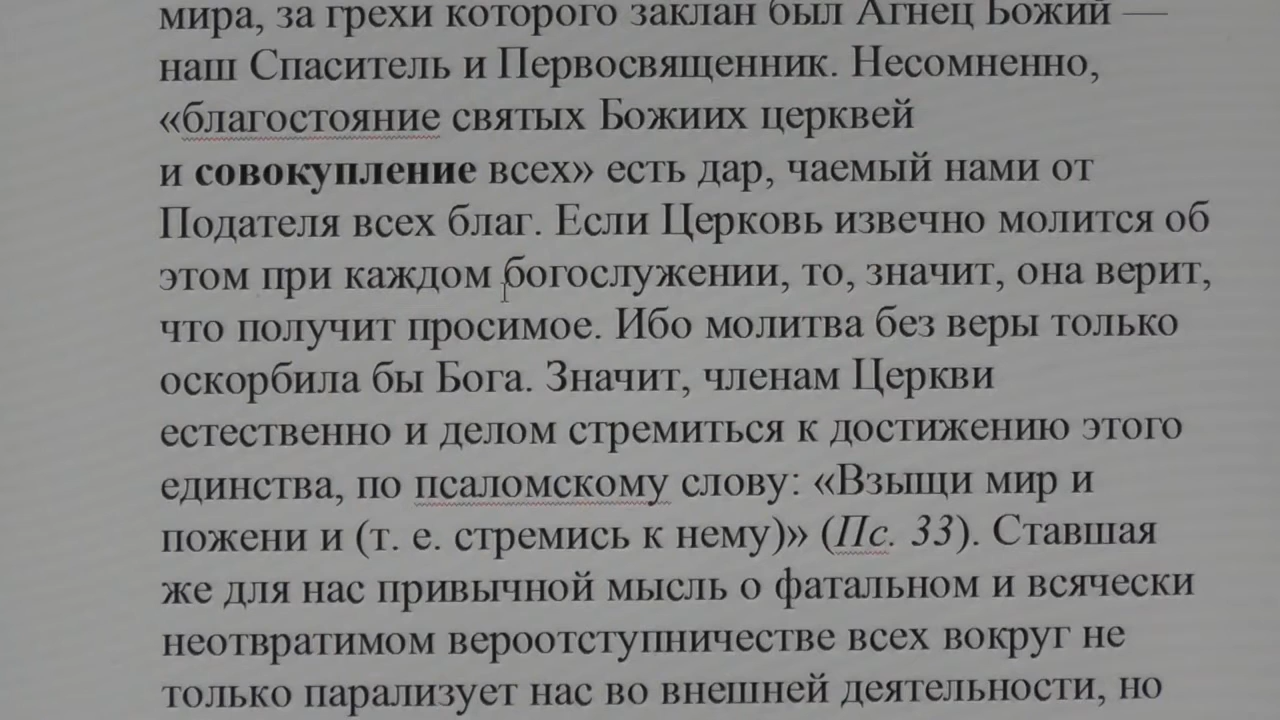 мира, за грехи которого заклан был Агнец Божий —
наш Спаситель и Первосвященник. Несомненно,
«благостояние святых Божиих церквей
и совокупление всех» есть дар, чаемый нами от
Подателя всех благ. Если Церковь извечно молится об
этом при каждом богослужении, то, значит, она верит,
что получит просимое. Ибо молитва без веры только
оскорбила бы Бога. Значит, членам Церкви
естественно и делом стремиться к достижению этого
единства, по псаломскому слову: «Взыщи мир и
пожени и (т. е. стремись к нему)» (Пс. 33). Ставшая
же для нас привычной мысль о фатальном и всячески
неотвратимом вероотступничестве всех вокруг не
только парализует нас во внешней деятельности, но